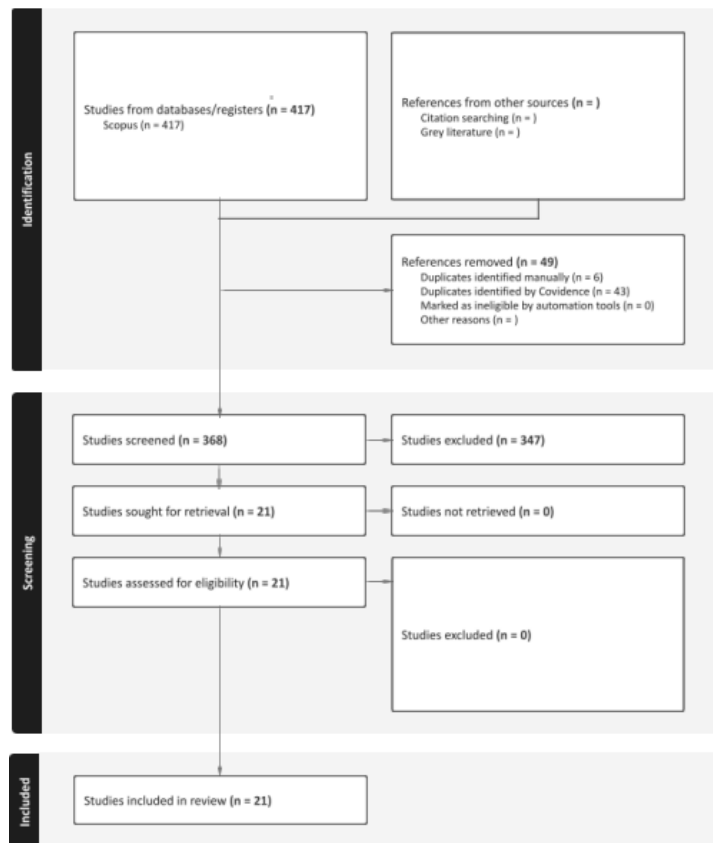 Identification
Studies from databases/registers (n = 417)
Scopus (n = 417)
References from other sources (n = )
Citation searching (n = )
Grey literature (n = )
References removed (n = 49)
Duplicates identified manually (n = 6)
Duplicates identified by Covidence (n = 43)
Marked as ineligible by automation tools (n = 0)
Other reasons (n = )
Screening
Studies screened (n = 368)
Studies excluded (n = 347)
Studies sought for retrieval (n = 21)
Studies not retrieved (n = 0)
Studies assessed for eligibility (n = 21)
Studies excluded (n = 0)
Included
Studies included in review (n = 21)